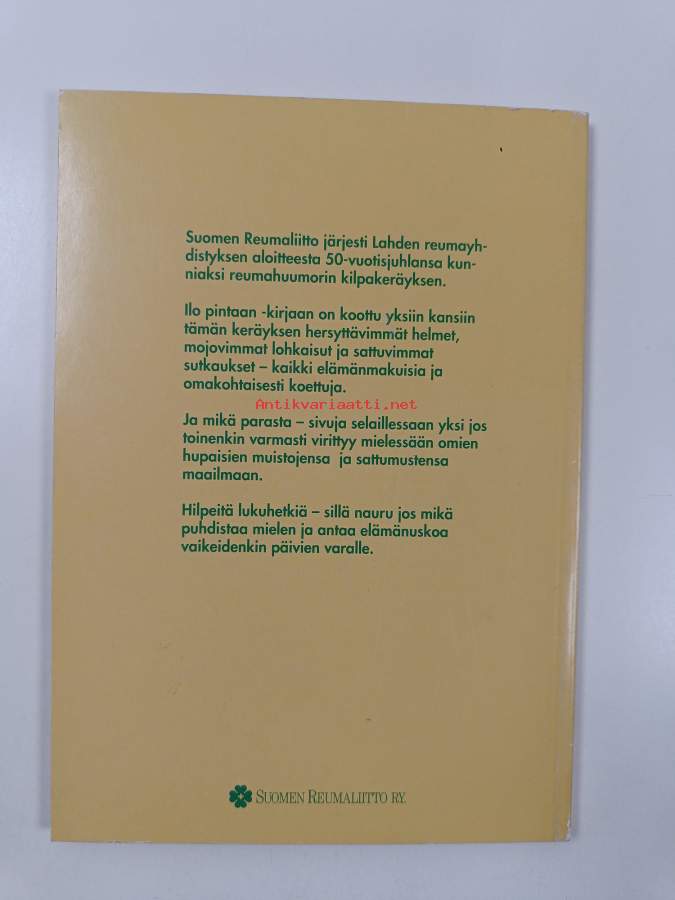 Suomen Reumaliitto järjesti Lahden reumayh-
distyksen aloitteesta 50-vuotisjuhlansa kun-
niaksi reumahuumorin kilpakeräyksen.
Ilo pintaan -kirjaan on koottu yksiin kansiin
tämän keräyksen hersyttävimmät helmet,
mojovimmat lohkaisut ja sattuvimmat
sutkaukset – kaikki elämänmakuisia ja
omakohtaisesti koettuja.
Antikvariaatti.net
Ja mikä parasta – sivuja selaillessaan yksi jos
toinenkin varmasti virittyy mielessään omien
hupaisien muistojensa ja sattumustensa
maailmaan.
Hilpeitä lukuhetkiä – sillä nauru jos mikä
puhdistaa mielen ja antaa elämänuskoa
vaikeidenkin päivien varalle.
SUOMEN REUMALIITTO RY.